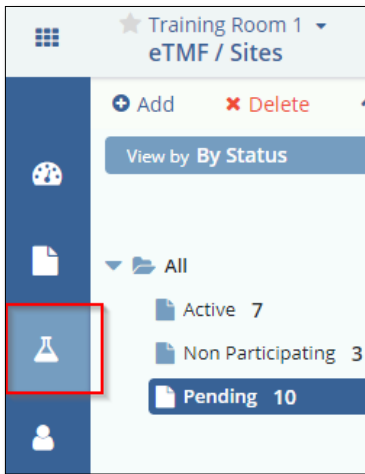 Training Room 1
eTMF / Sites
Add Delete
View by By Status
All
Active 7
Non Participating 3
Pending 10